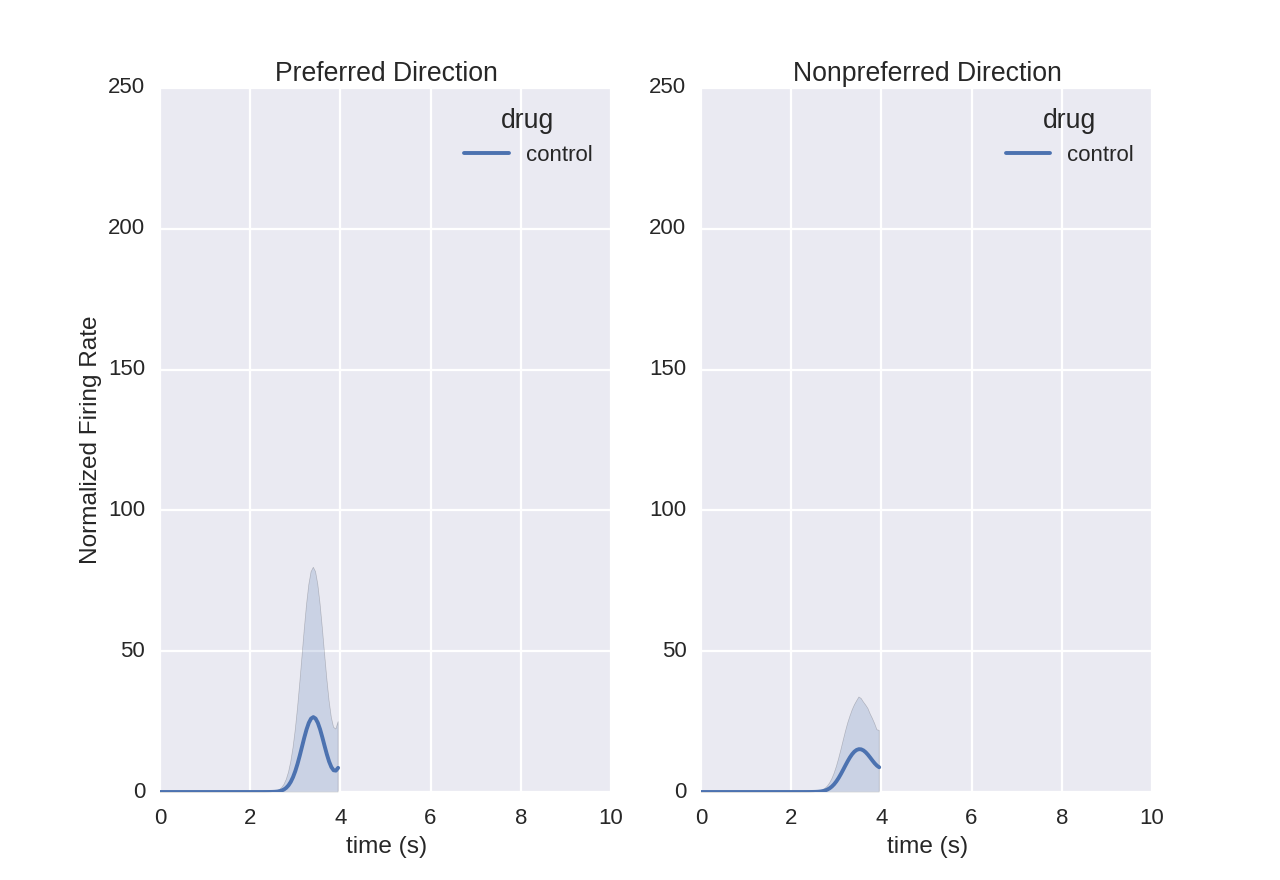 Preferred Direction
250
200
150
100
50
0
Normalized Firing Rate
drug
control
0 2 4 6 8 10
time (s)
Nonpreferred Direction
250
200
150
100
50
0
drug
control
0 2 4 6 8 10
time (s)